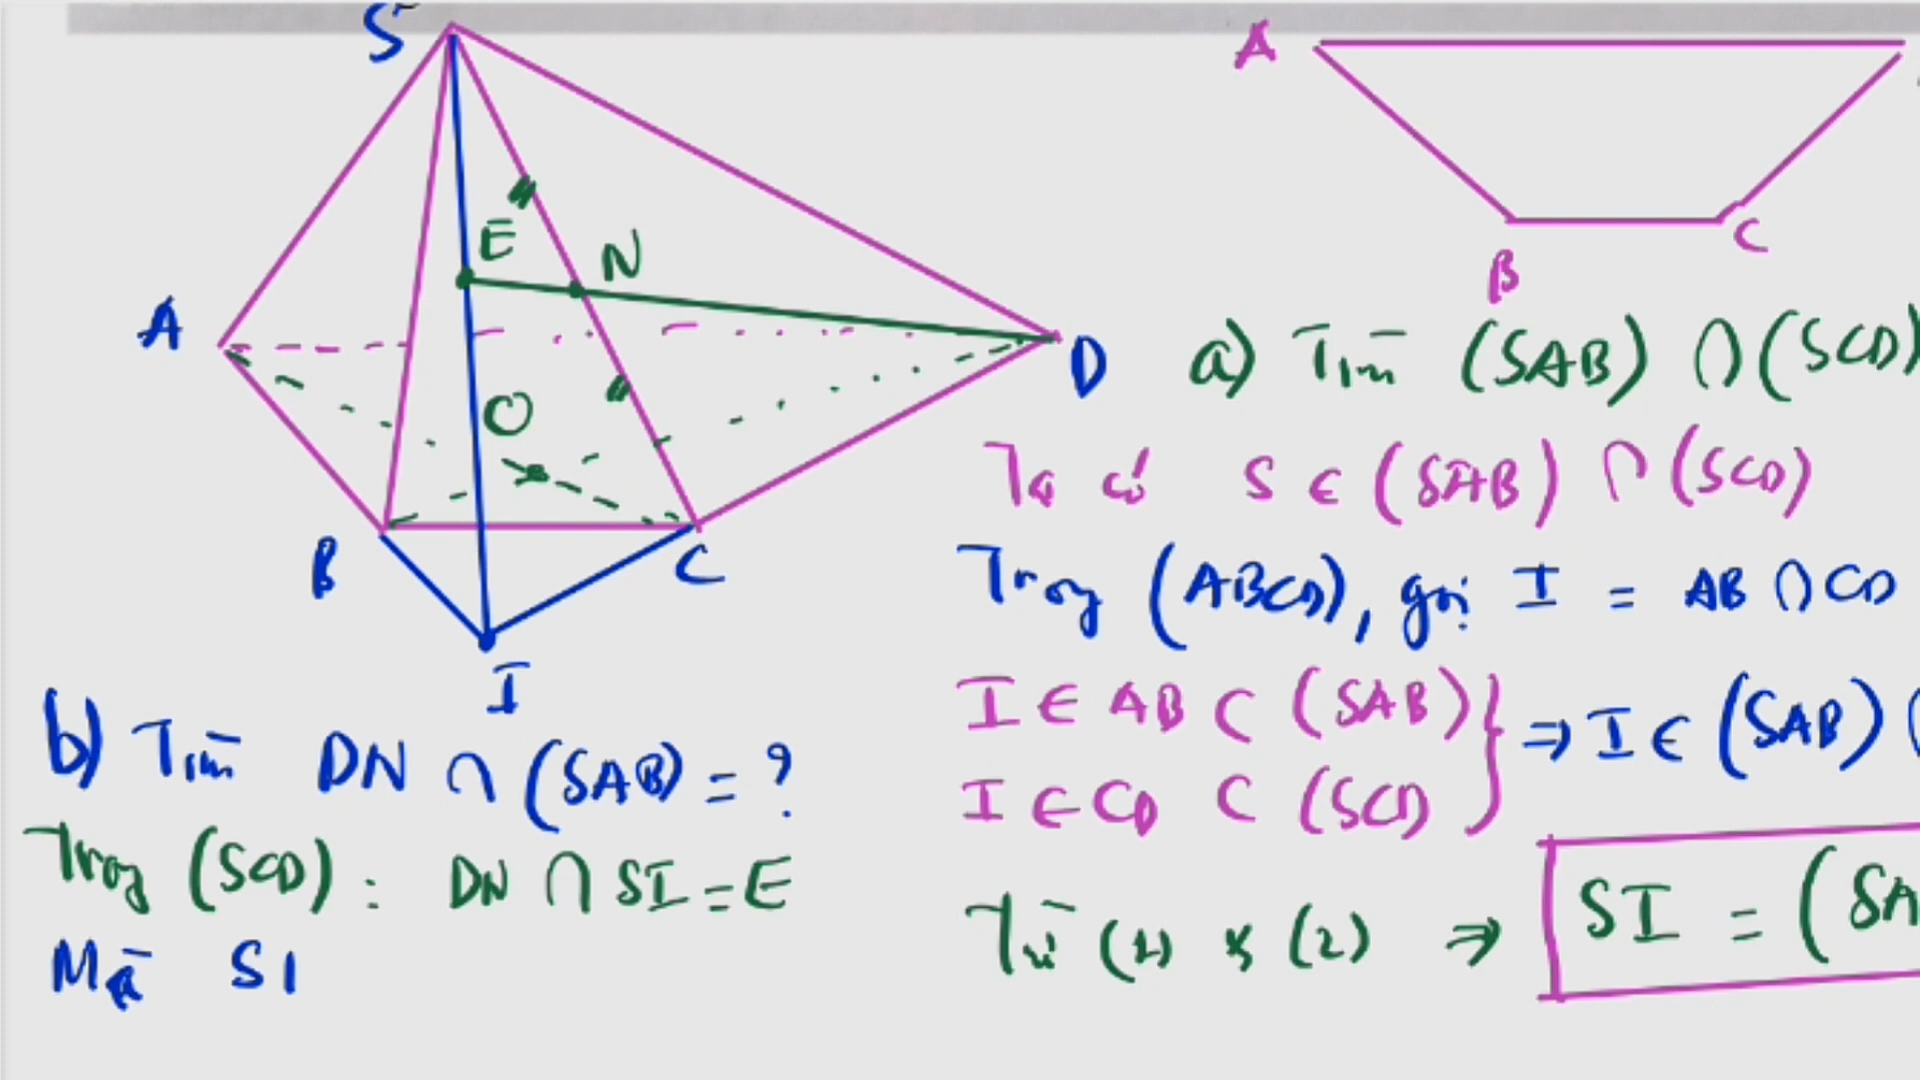 S
A
E
N
A
D
O
B
C
B
C
I
a) Tìm (SAB) ∩ (SCD)
Ta có S ∈ (SAB) ∩ (SCD)
Trong (ABCD), gọi I = AB ∩ CD
I ∈ AB ⊂ (SAB)
I ∈ CD ⊂ (SCD
} ⇒ I ∈ (SAB) (
Từ (1) & (2) ⇒ SI = (SA
b) Tìm DN ∩ (SAB) = ?
Trong (SCD) : DN ∩ SI = E
Mà SI